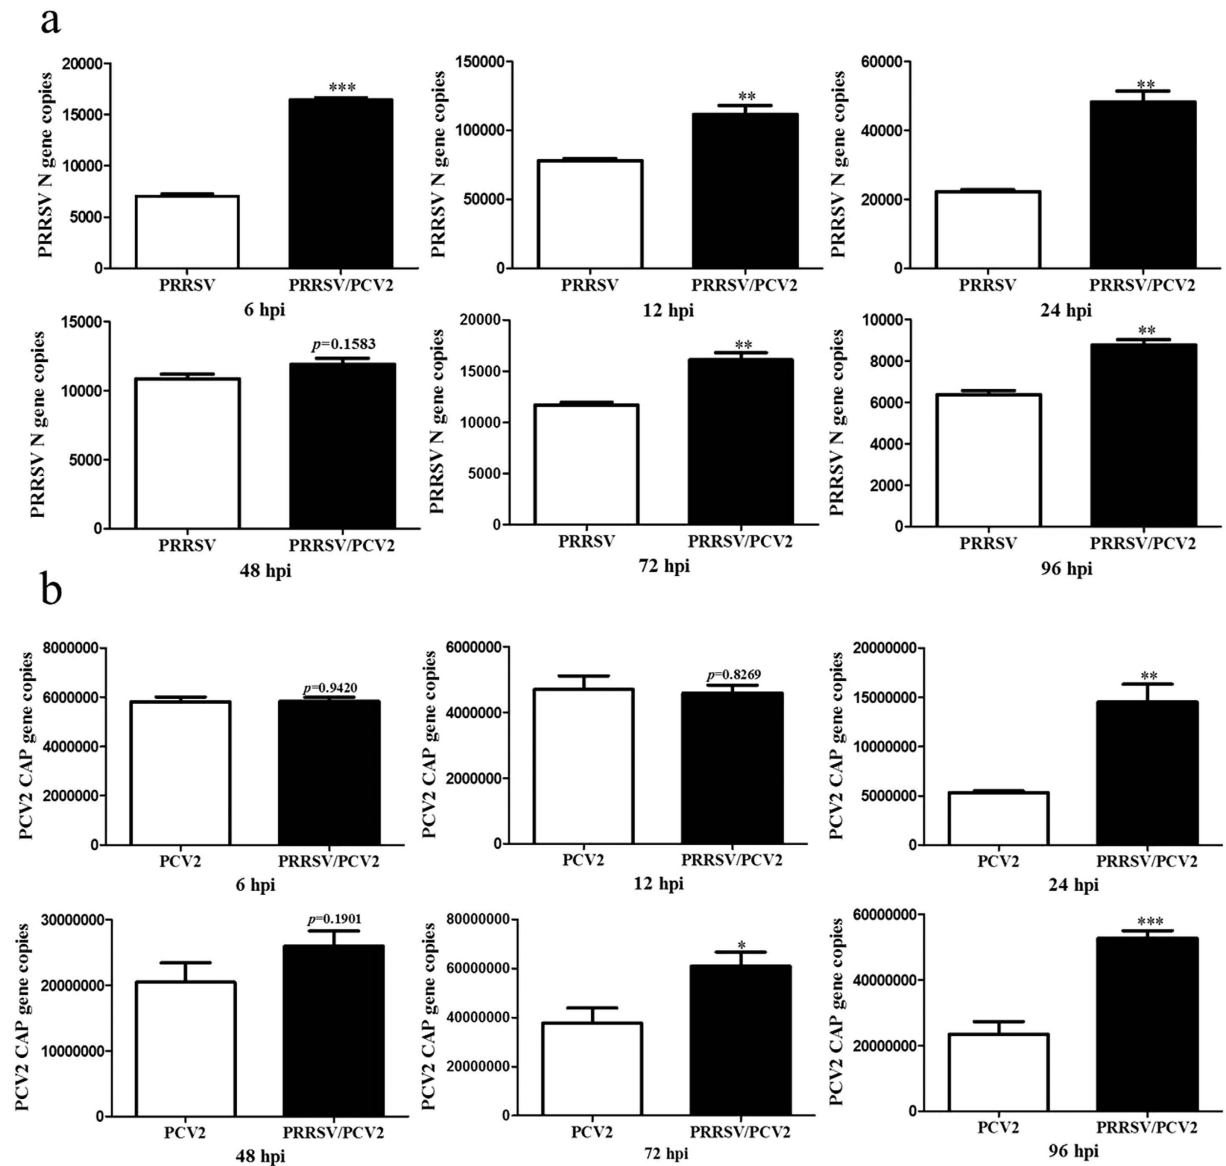 a
PRRSV N gene copies
20000
15000
10000
5000
0
***
PRRSV PRRSV/PCV2
6 hpi
PRRSV N gene copies
150000
100000
50000
0
**
PRRSV PRRSV/PCV2
12 hpi
PRRSV N gene copies
60000
40000
20000
0
**
PRRSV PRRSV/PCV2
24 hpi
PRRSV N gene copies
15000
10000
5000
0
p=0.1583
PRRSV PRRSV/PCV2
48 hpi
PRRSV N gene copies
20000
15000
10000
5000
0
**
PRRSV PRRSV/PCV2
72 hpi
PRRSV N gene copies
10000
8000
6000
4000
2000
0
**
PRRSV PRRSV/PCV2
96 hpi
b
PCV2 CAP gene copies
8000000
6000000
4000000
2000000
0
p=0.9420
PCV2 PRRSV/PCV2
6 hpi
PCV2 CAP gene copies
6000000
4000000
2000000
0
p=0.8269
PCV2 PRRSV/PCV2
12 hpi
PCV2 CAP gene copies
20000000
15000000
10000000
5000000
0
**
PCV2 PRRSV/PCV2
24 hpi
PCV2 CAP gene copies
30000000
20000000
10000000
0
p=0.1901
PCV2 PRRSV/PCV2
48 hpi
PCV2 CAP gene copies
80000000
60000000
40000000
20000000
0
*
PCV2 PRRSV/PCV2
72 hpi
PCV2 CAP gene copies
60000000
40000000
20000000
0
***
PCV2 PRRSV/PCV2
96 hpi